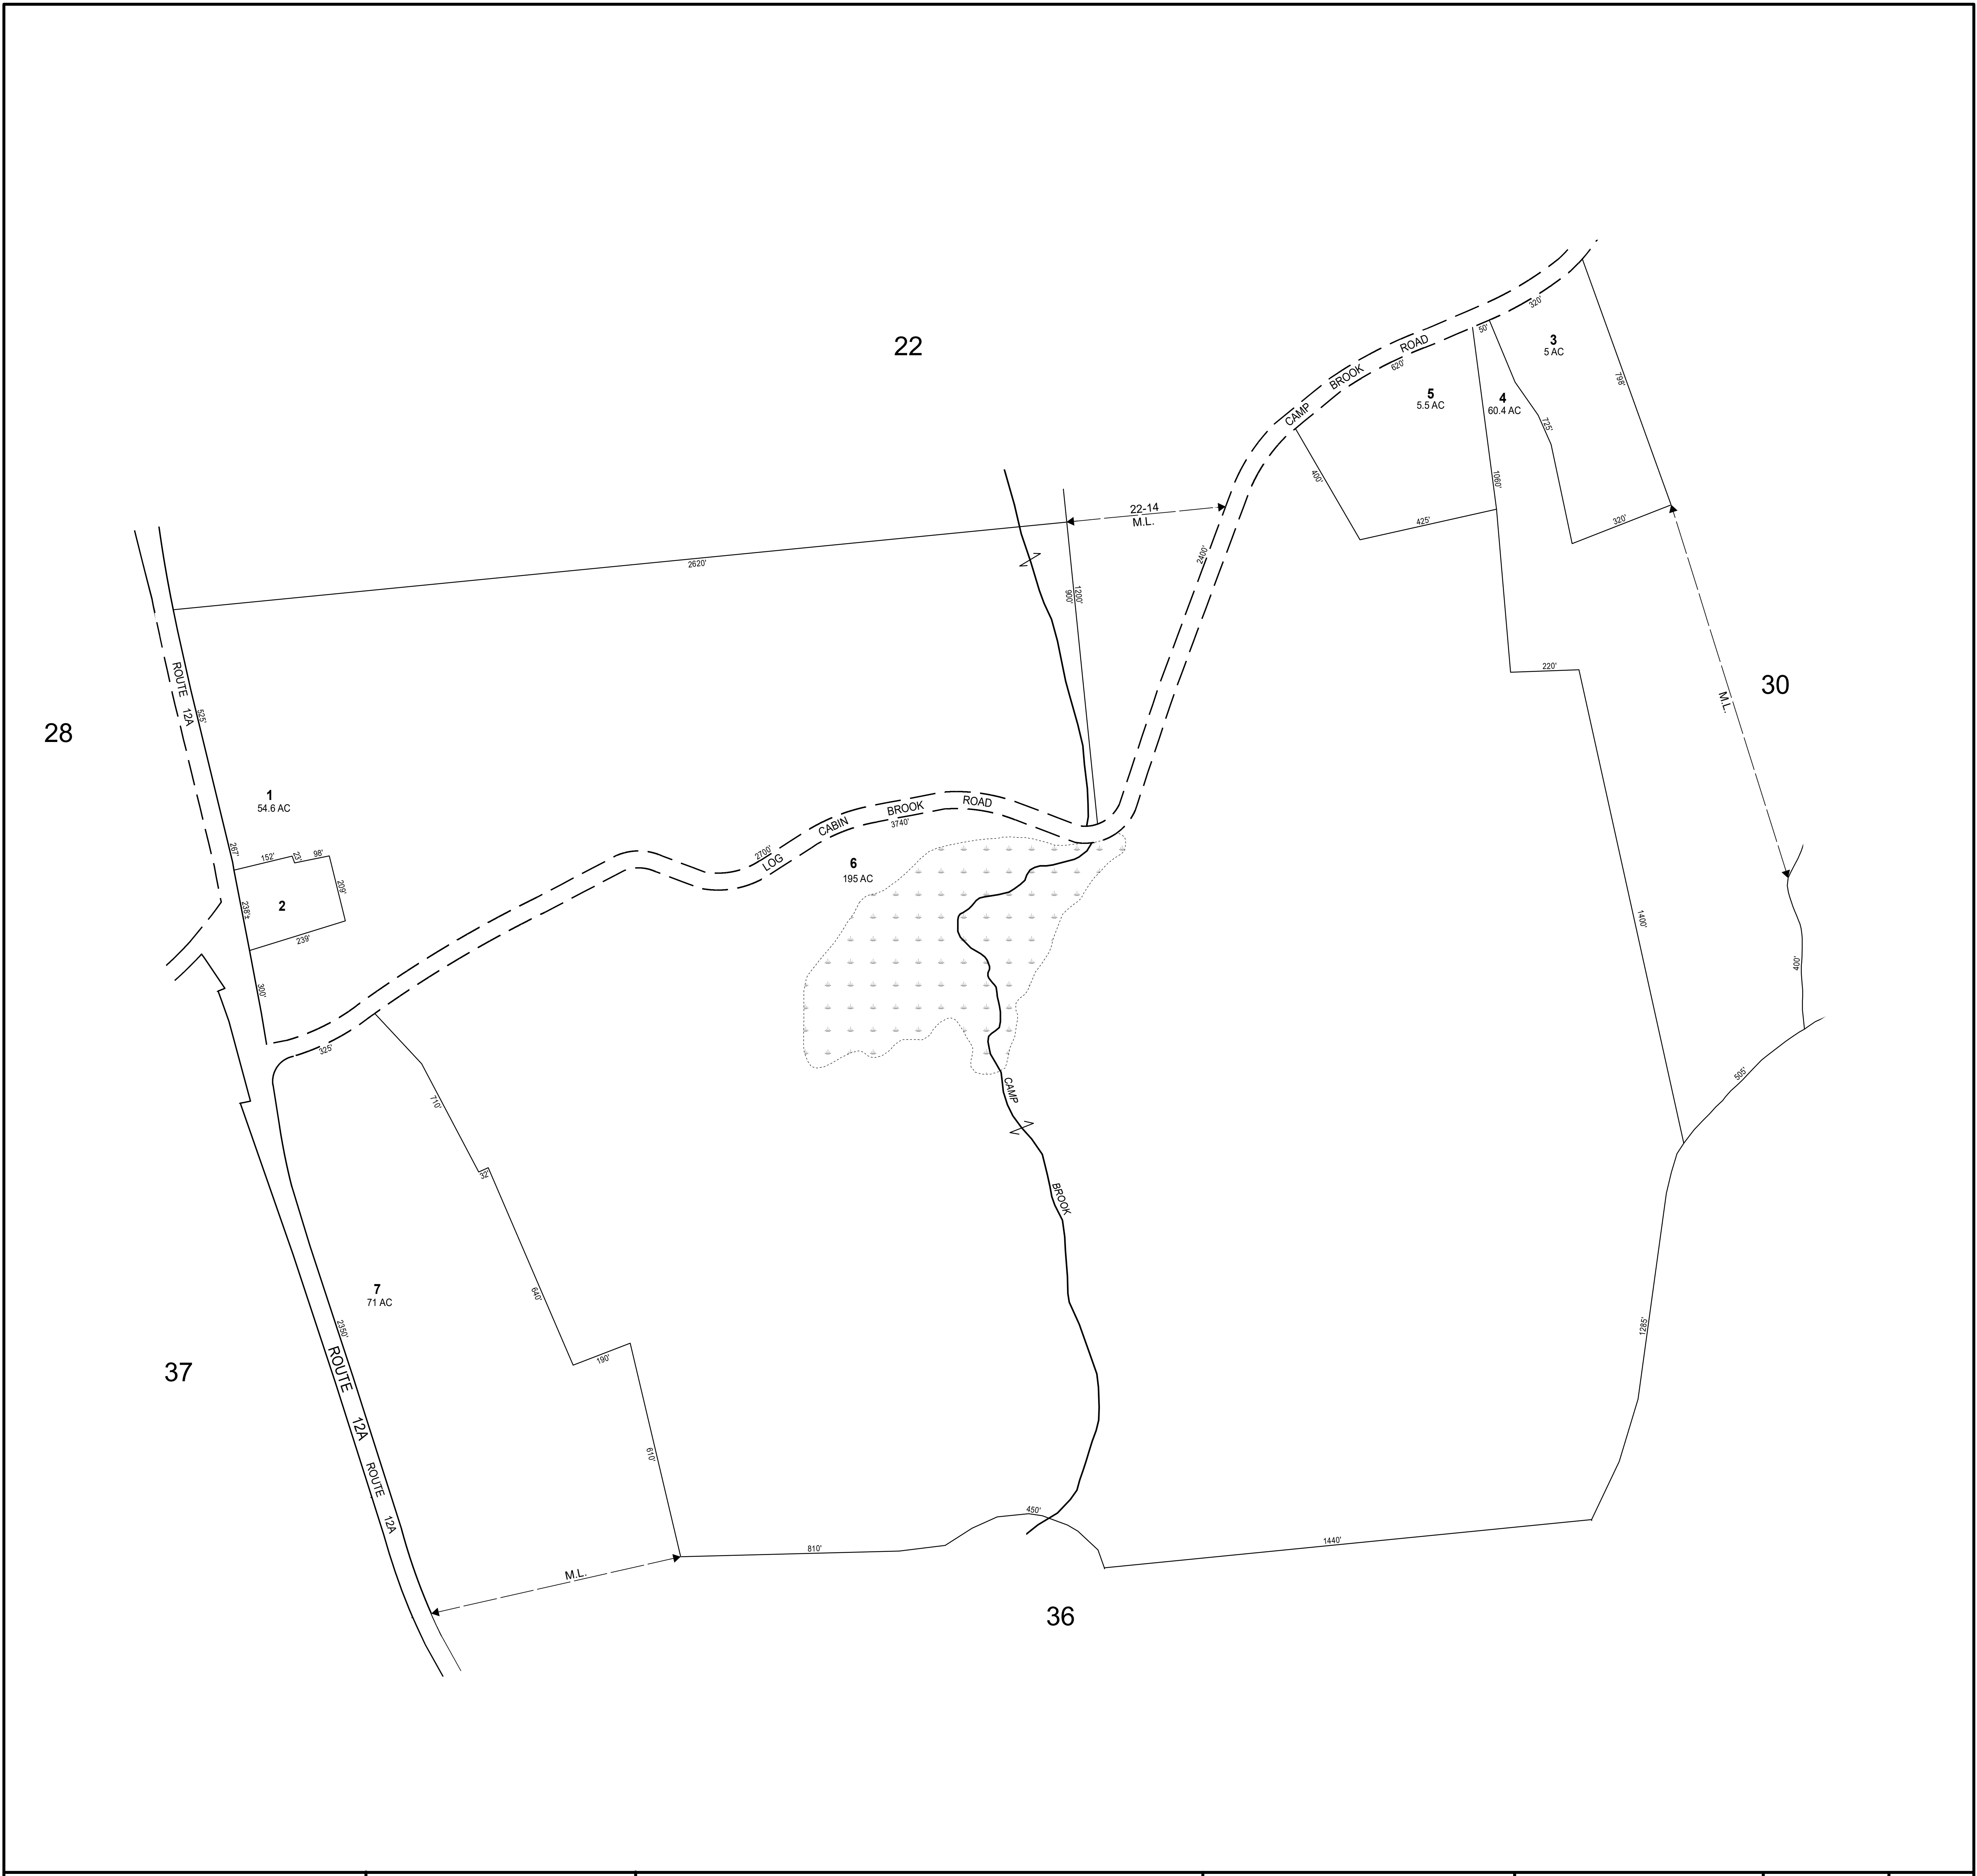 22
320'
50'
3
5 AC
ROAD
620'
BROOK
798'
5
5.5 AC
4
60.4 AC
CAMP
725'
400'
1060'
22-14
M.L.
425'
320'
2400'
2620'
1200'
900'
220'
30
M.L.
ROUTE
12A
525'
28
1
54.6 AC
ROAD
BROOK
3740'
CABIN
2700'
LOG
267'
152'
23'
98'
209'
6
195 AC
2
238'±
239'
1400'
400'
300'
325'
505'
CAMP
710'
32'
BROOK
7
71 AC
640'
2350'
1285'
37
ROUTE
190'
12A
610'
ROUTE
12A
450'
1440'
810'
M.L.
36